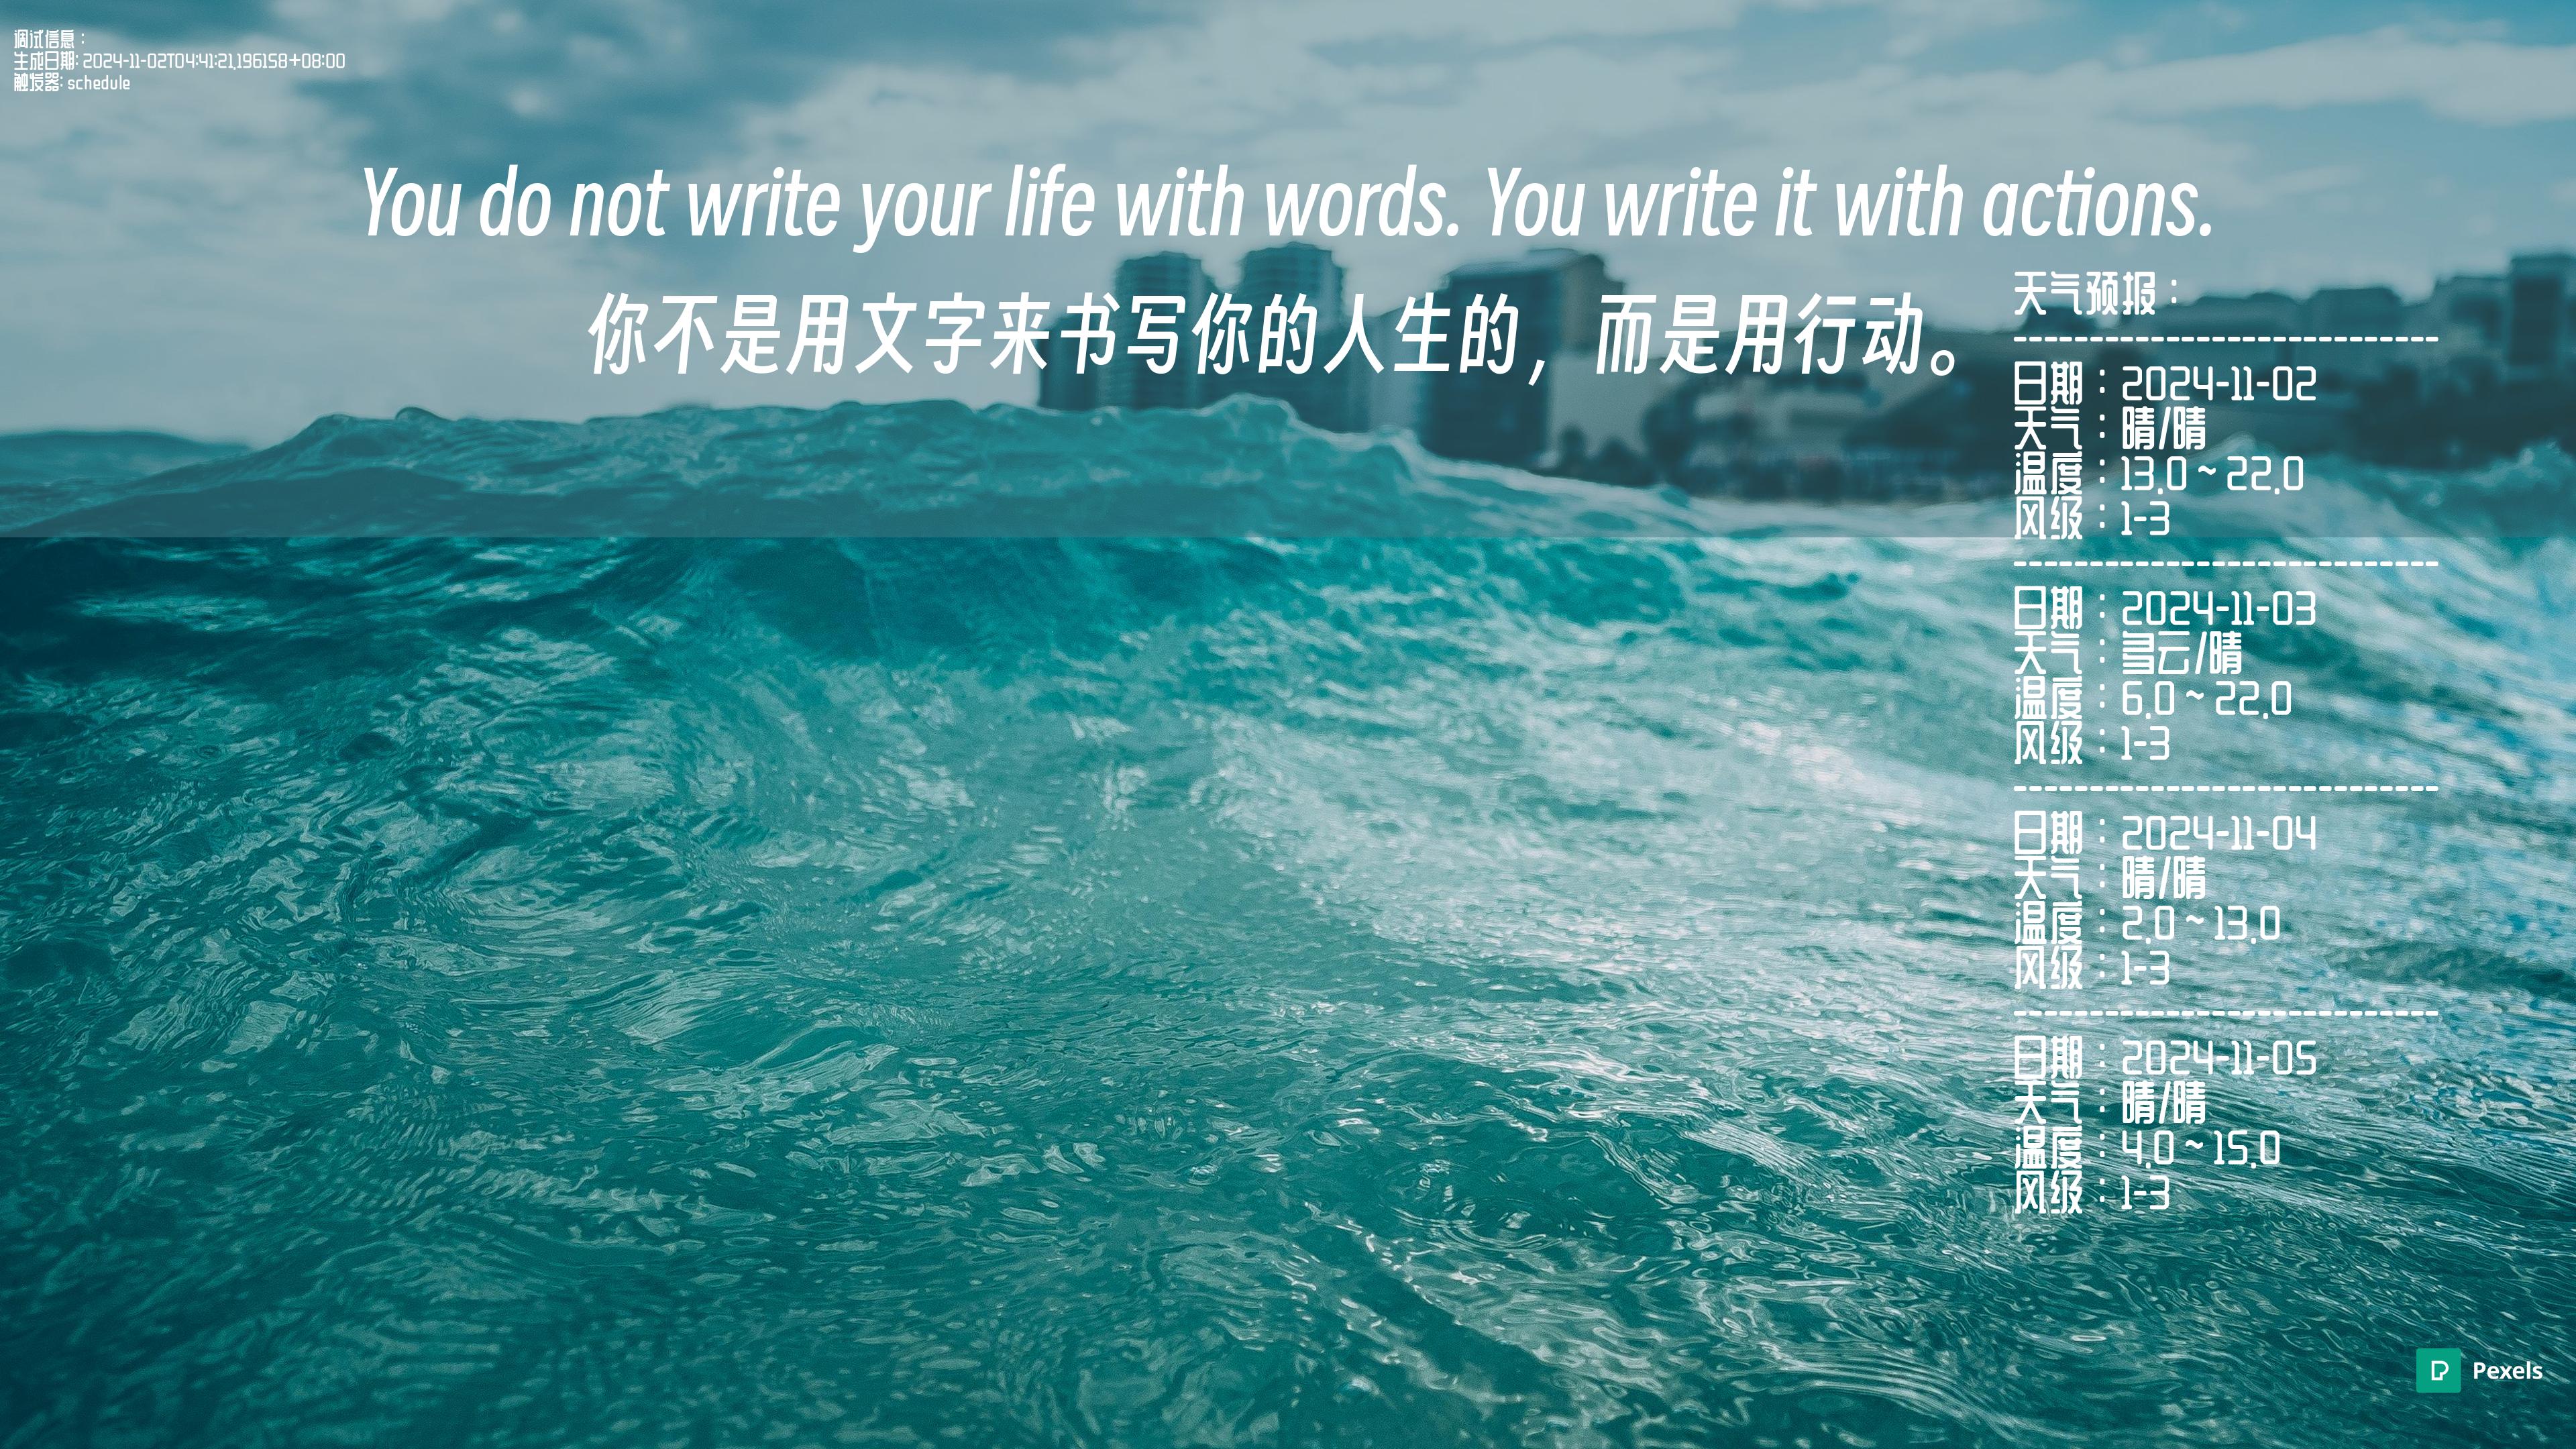 调试信息：
生成日期: 2024-11-02T04:41:21.196158+08:00
触发器: schedule
You do not write your life with words. You write it with actions.
你不是用文字来书写你的人生的，而是用行动。
天气预报：
----------------------------
日期：2024-11-02
天气：晴/晴
温度：13.0 ~ 22.0
风级：1-3
----------------------------
日期：2024-11-03
天气：多云/晴
温度：6.0 ~ 22.0
风级：1-3
----------------------------
日期：2024-11-04
天气：晴/晴
温度：2.0 ~ 13.0
风级：1-3
----------------------------
日期：2024-11-05
天气：晴/晴
温度：4.0 ~ 15.0
风级：1-3
Pexels